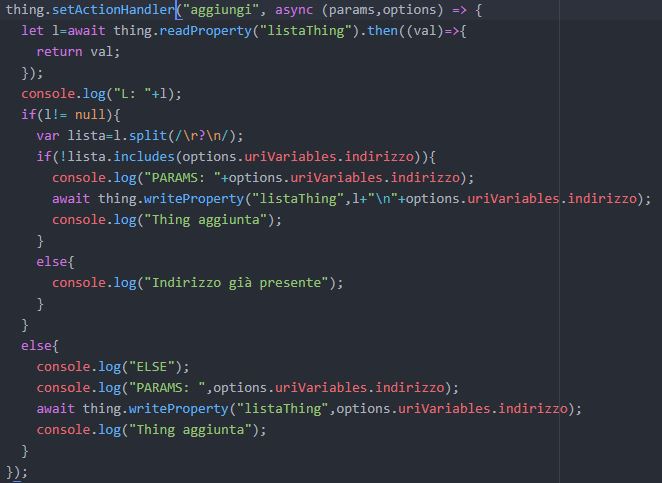 thing.setActionHandler("aggiungi", async (params,options) => {
  let l=await thing.readProperty("listaThing").then((val)=>{
    return val;
  });
  console.log("L: "+l);
  if(l!= null){
    var lista=l.split(/\r?\n/);
    if(!lista.includes(options.uriVariables.indirizzo)){
      console.log("PARAMS: "+options.uriVariables.indirizzo);
      await thing.writeProperty("listaThing",l+"\n"+options.uriVariables.indirizzo);
      console.log("Thing aggiunta");
    }
    else{
      console.log("Indirizzo già presente");
    }
  }
  else{
    console.log("ELSE");
    console.log("PARAMS: ",options.uriVariables.indirizzo);
    await thing.writeProperty("listaThing",options.uriVariables.indirizzo);
    console.log("Thing aggiunta");
  }
});